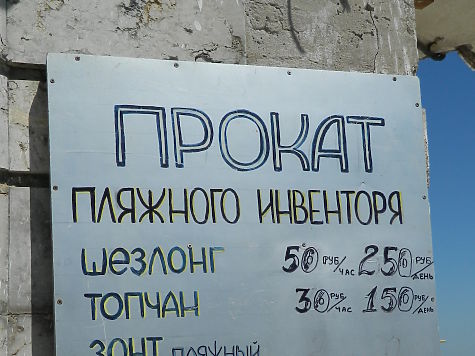 ПРОКАТ
ПЛЯЖНОГО ИНВЕНТОРЯ
ШЕЗЛОНГ 50 РУБ/ЧАС 250 РУБ/ДЕНЬ
ТОПЧАН 30 РУБ/ЧАС 150 РУБ/ДЕНЬ
ЗОНТ ПЛЯЖНЫЙ